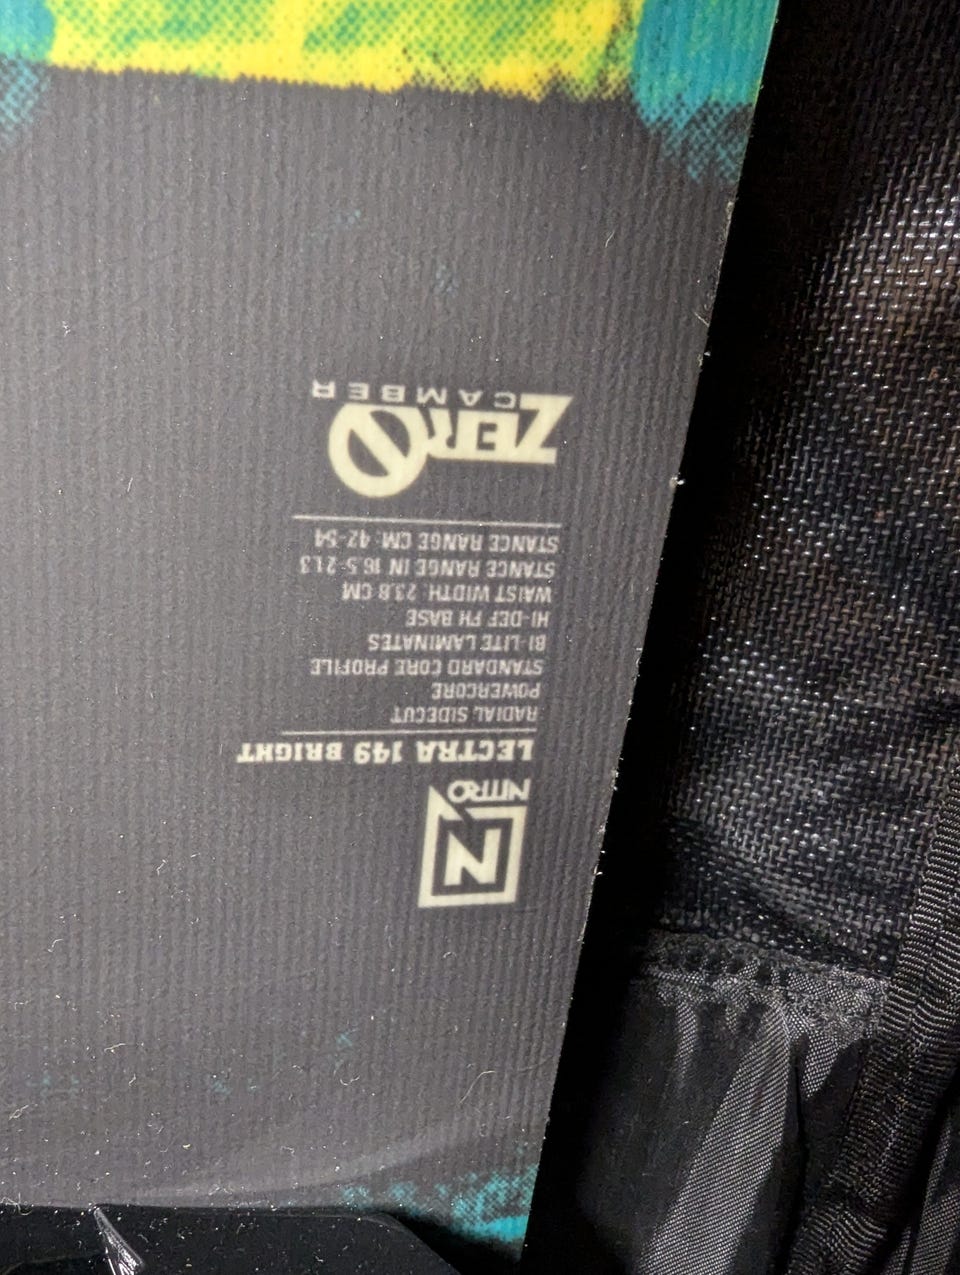 N
NITRO
LECTRA 149 BRIGHT
RADIAL SIDECUT
POWERCORE
STANDARD CORE PROFILE
BI-LITE LAMINATES
HI-DEF FH BASE
WAIST WIDTH: 23.8 CM
STANCE RANGE IN 16.5-21.3
STANCE RANGE CM: 42-54
ZERO
CAMBER